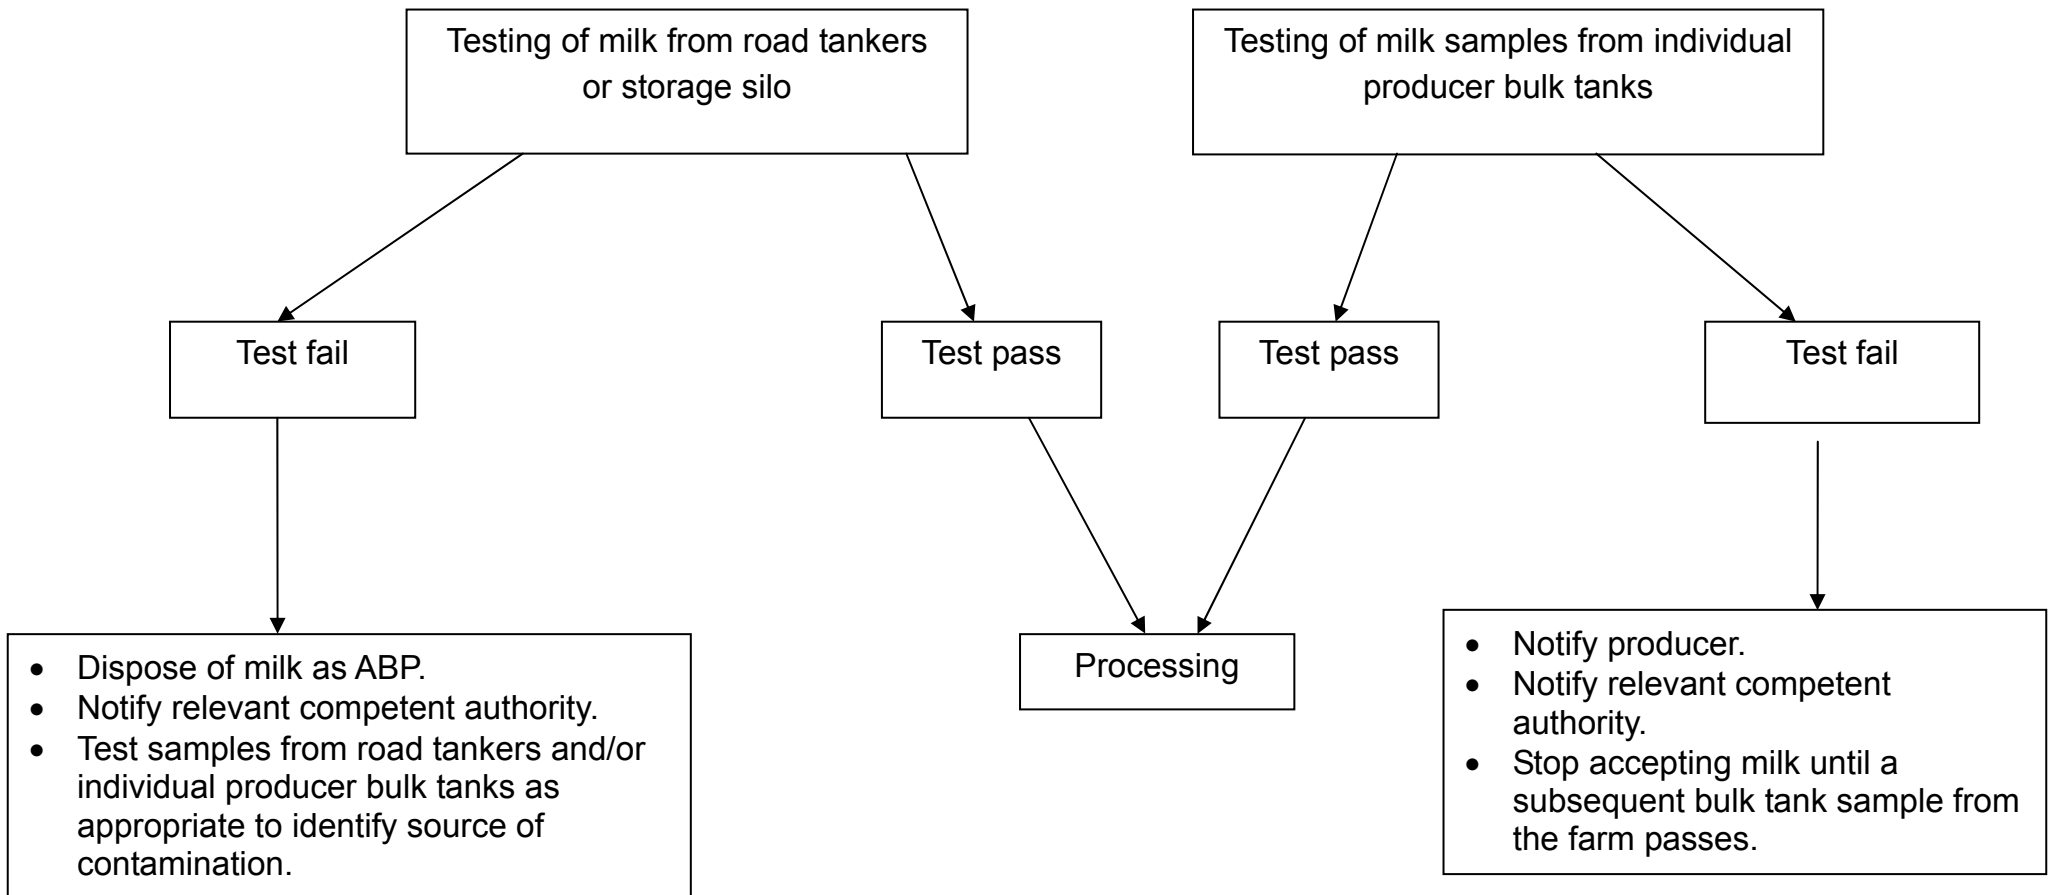 Testing of milk from road tankers
or storage silo
Testing of milk samples from individual
producer bulk tanks
Test fail
Test pass
Test pass
Test fail
• Dispose of milk as ABP.
• Notify relevant competent authority.
• Test samples from road tankers and/or
individual producer bulk tanks as
appropriate to identify source of
contamination.
Processing
• Notify producer.
• Notify relevant competent
authority.
• Stop accepting milk until a
subsequent bulk tank sample from
the farm passes.